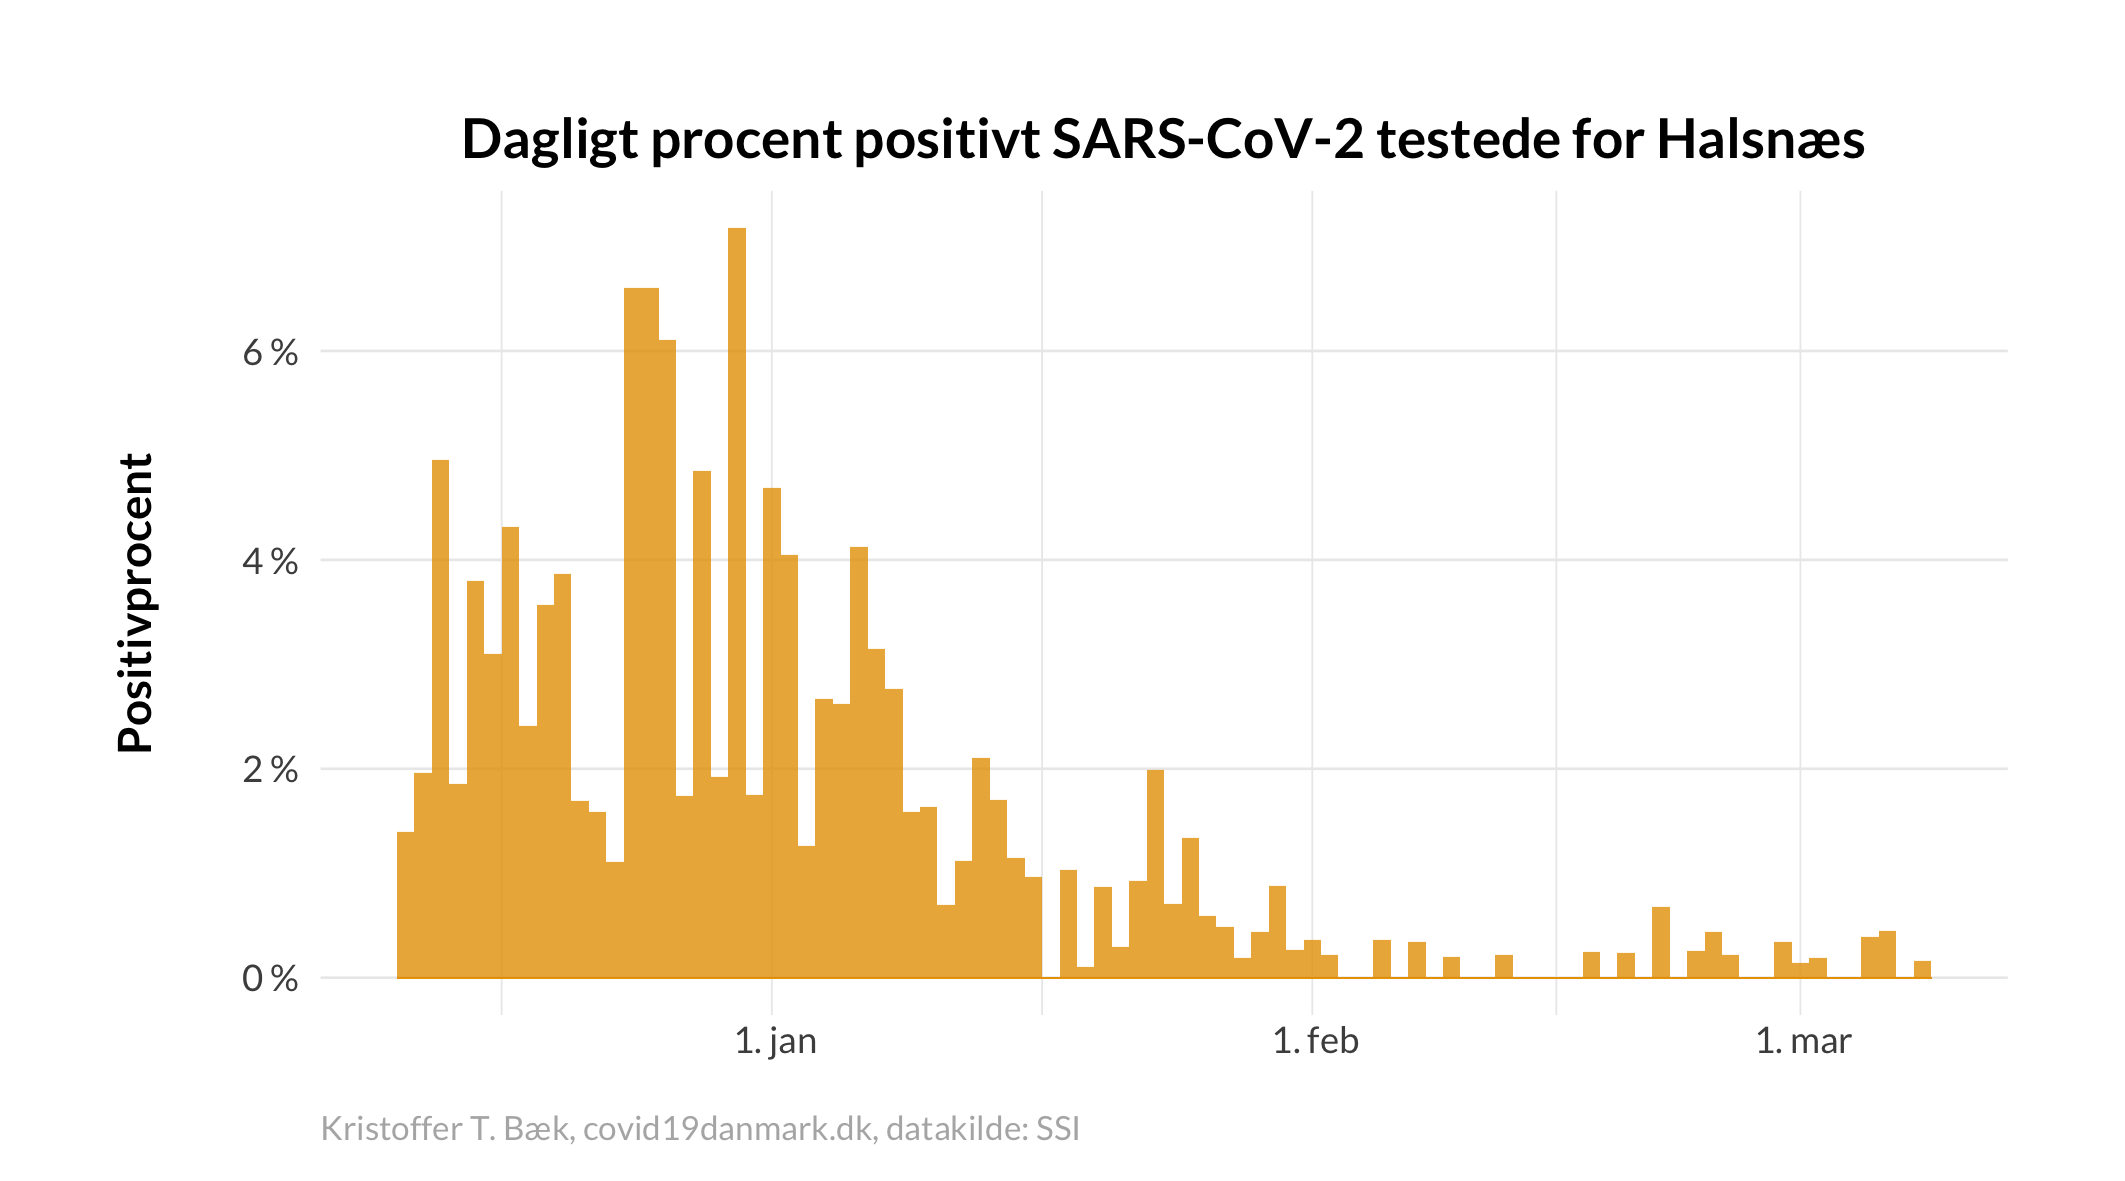 Dagligt procent positivt SARS-CoV-2 testede for Halsnæs
Positivprocent
6 %
4 %
2 %
0 %
1. jan
1. feb
1. mar
Kristoffer T. Bæk, covid19danmark.dk, datakilde: SSI